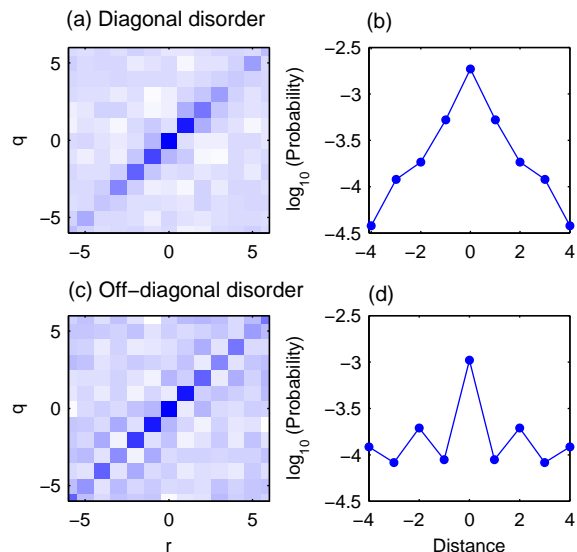 (a) Diagonal disorder
q
5
0
−5
−5 0 5
(b)
log10 (Probability)
−2.5
−3
−3.5
−4
−4.5
−4 −2 0 2 4
(c) Off−diagonal disorder
q
5
0
−5
−5 0 5
r
(d)
log10 (Probability)
−2.5
−3
−3.5
−4
−4.5
−4 −2 0 2 4
Distance